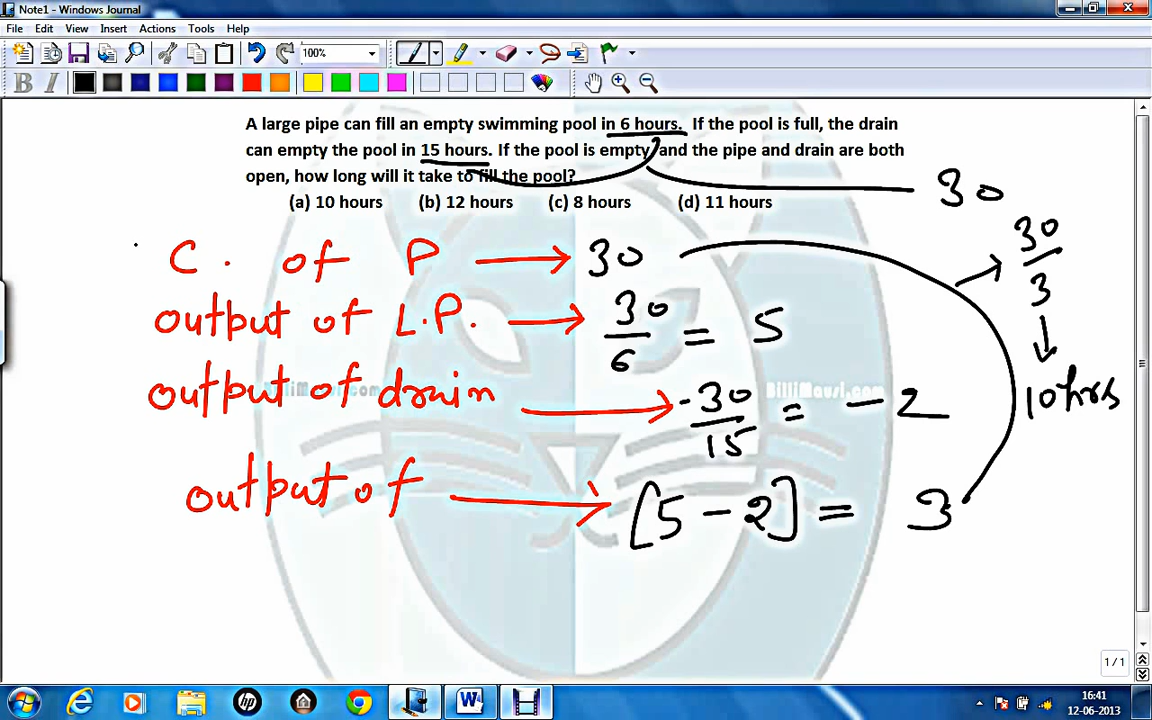 Note1 - Windows Journal
File Edit View Insert Actions Tools Help
100%
B I
A large pipe can fill an empty swimming pool in 6 hours. If the pool is full, the drain
can empty the pool in 15 hours. If the pool is empty, and the pipe and drain are both
open, how long will it take to fill the pool?
(a) 10 hours (b) 12 hours (c) 8 hours (d) 11 hours
30
C. of P → 30
30/3
↓
10hrs
output of L.P. → 30/6 = 5
output of drain → -30/15 = -2
output of → [5 - 2] = 3
BilliMausi.com
1 / 1
W
hp
16:41
12-06-2013